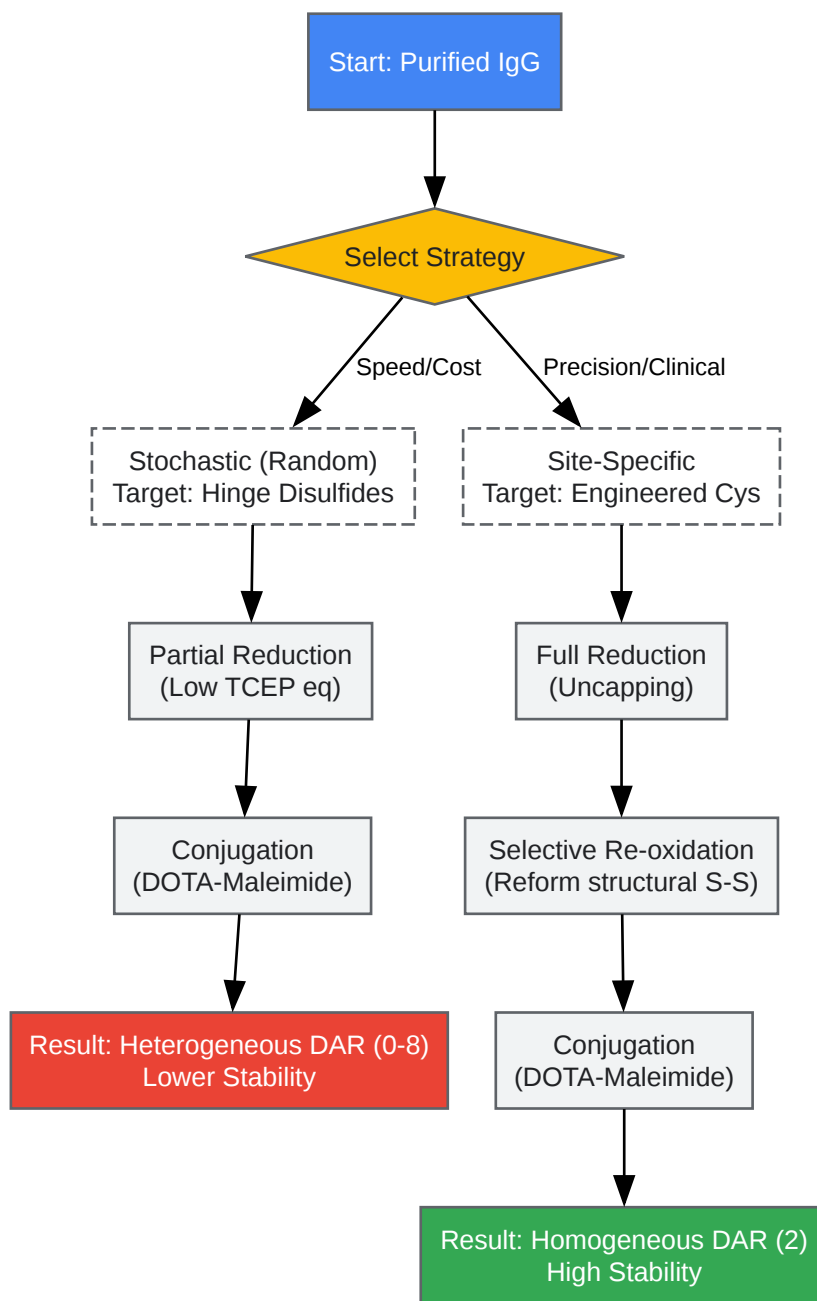 Start: Purified IgG
Select Strategy
Speed/Cost
Precision/Clinical
Stochastic (Random)
Target: Hinge Disulfides
Site-Specific
Target: Engineered Cys
Partial Reduction
(Low TCEP eq)
Full Reduction
(Uncapping)
Conjugation
(DOTA-Maleimide)
Selective Re-oxidation
(Reform structural S-S)
Result: Heterogeneous DAR (0-8)
Lower Stability
Conjugation
(DOTA-Maleimide)
Result: Homogeneous DAR (2)
High Stability